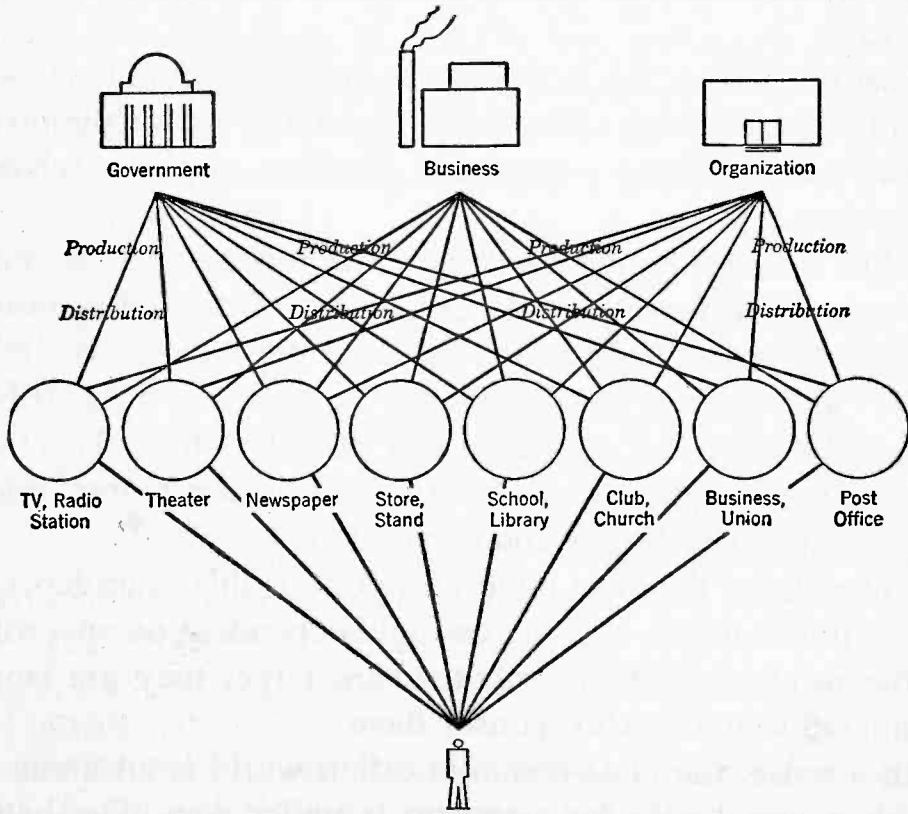 Government
Business
Organization
Production
Production
Production
Production
Distribution
Distribution
Distribution
Distribution
TV, Radio
Station
Theater
Newspaper
Store,
Stand
School,
Library
Club,
Church
Business,
Union
Post
Office